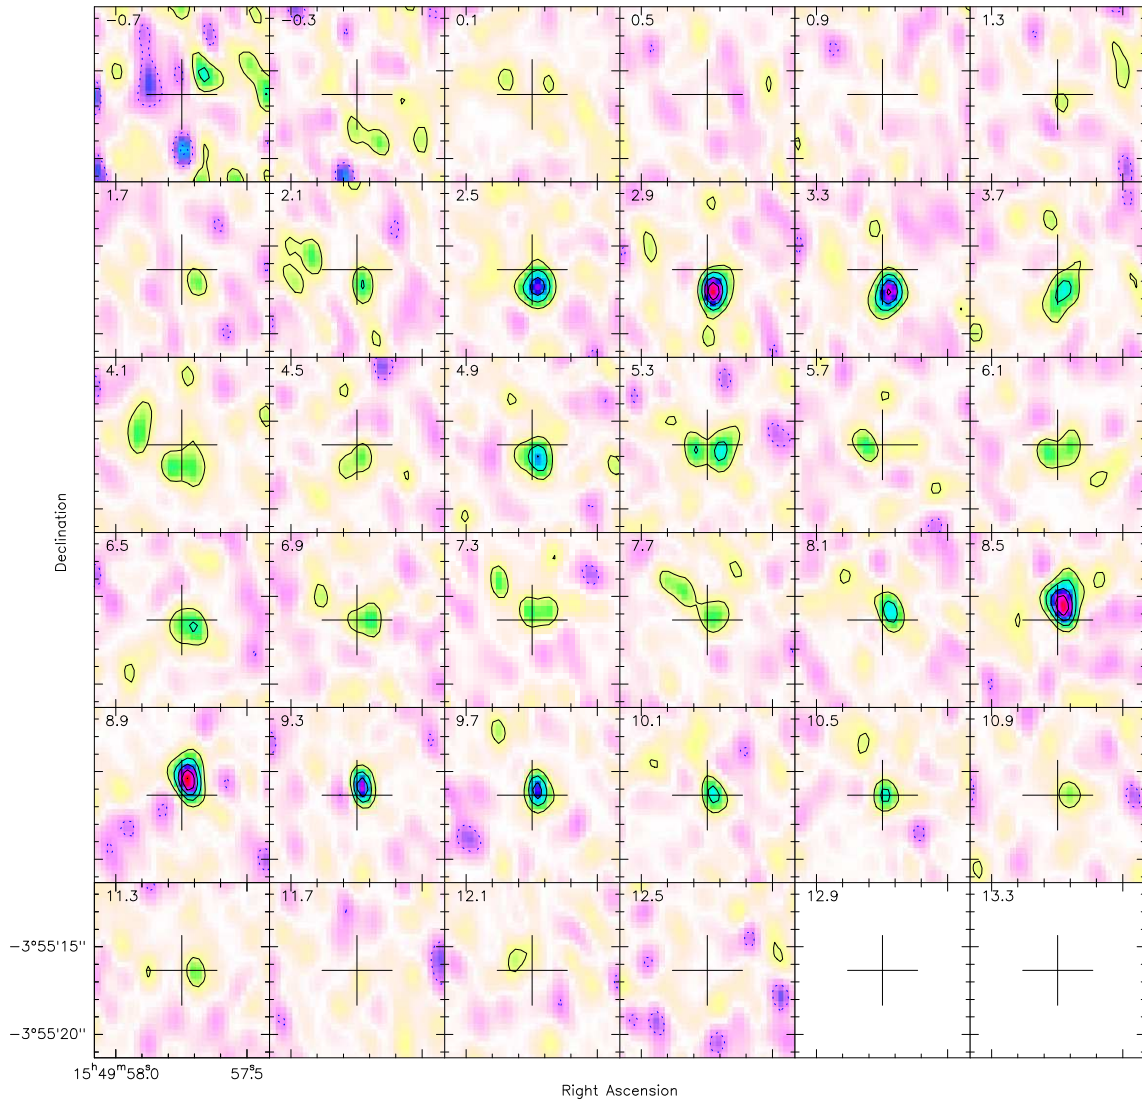 -0.7 -0.3 0.1 0.5 0.9 1.3
1.7 2.1 2.5 2.9 3.3 3.7
4.1 4.5 4.9 5.3 5.7 6.1
Declination
6.5 6.9 7.3 7.7 8.1 8.5
8.9 9.3 9.7 10.1 10.5 10.9
11.3 11.7 12.1 12.5 12.9 13.3
-3°55'15"
-3°55'20"
15h49m58s.0 57.5
Right Ascension